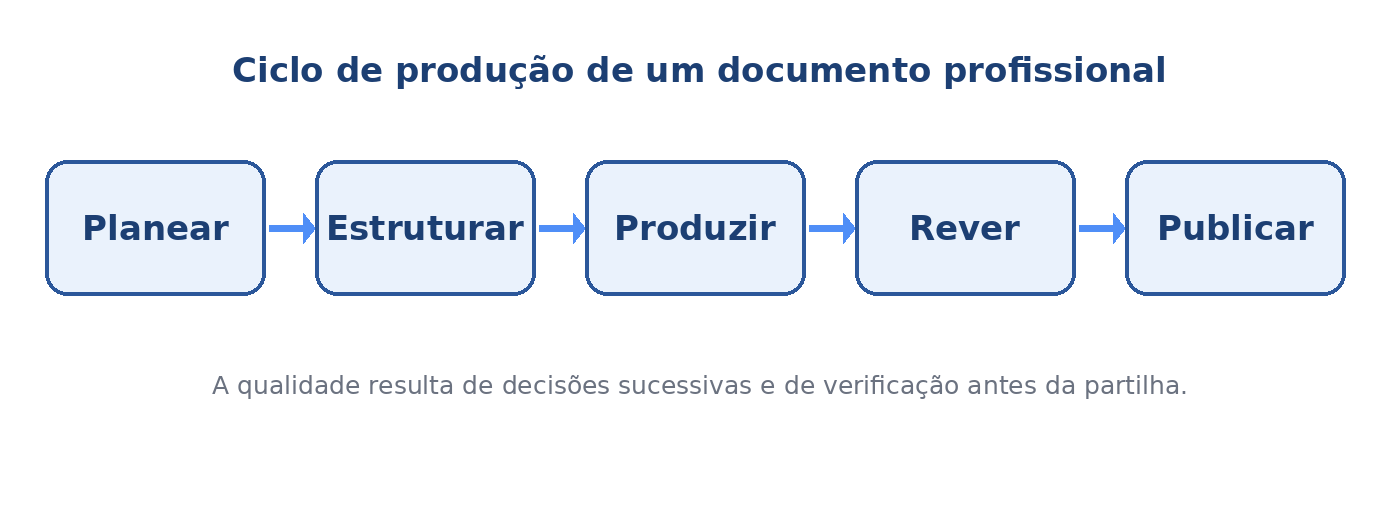 Ciclo de produção de um documento profissional
Planear
Estruturar
Produzir
Rever
Publicar
A qualidade resulta de decisões sucessivas e de verificação antes da partilha.